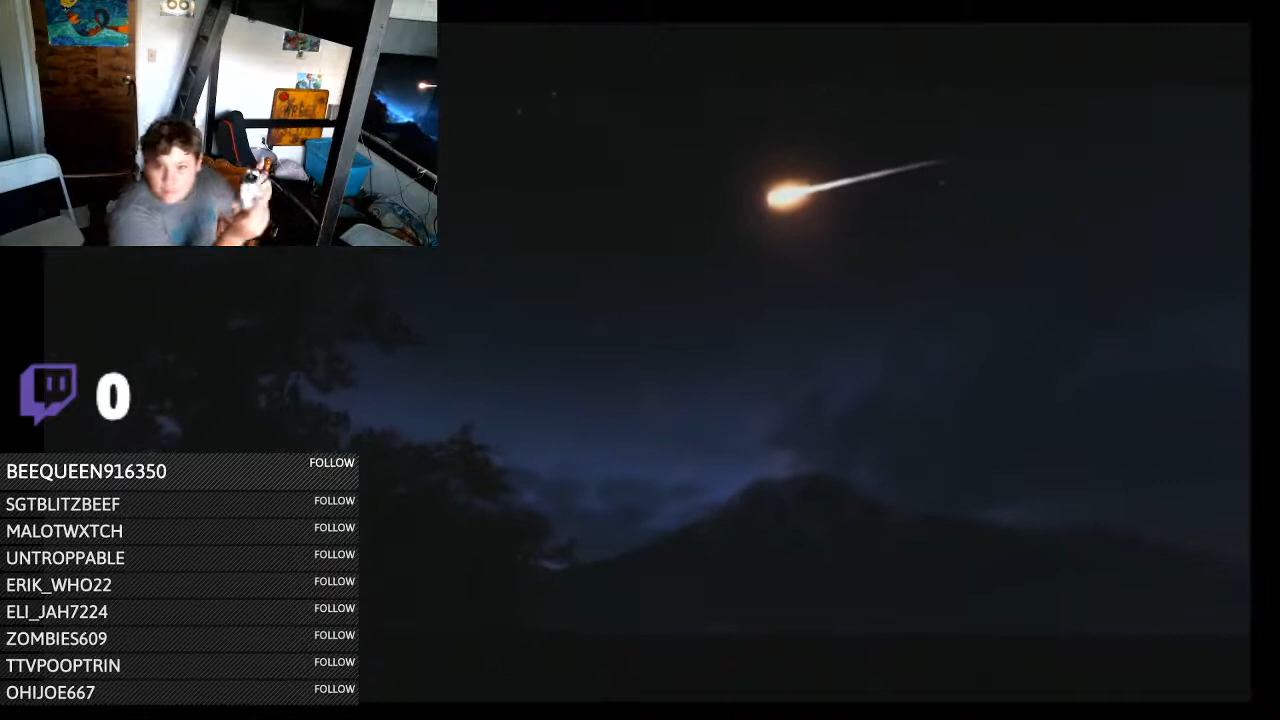 0
BEEQUEEN916350 FOLLOW
SGTBLITZBEEF FOLLOW
MALOTWXTCH FOLLOW
UNTROPPABLE FOLLOW
ERIK_WHO22 FOLLOW
ELI_JAH7224 FOLLOW
ZOMBIES609 FOLLOW
TTVPOOPTRIN FOLLOW
OHIJOE667 FOLLOW